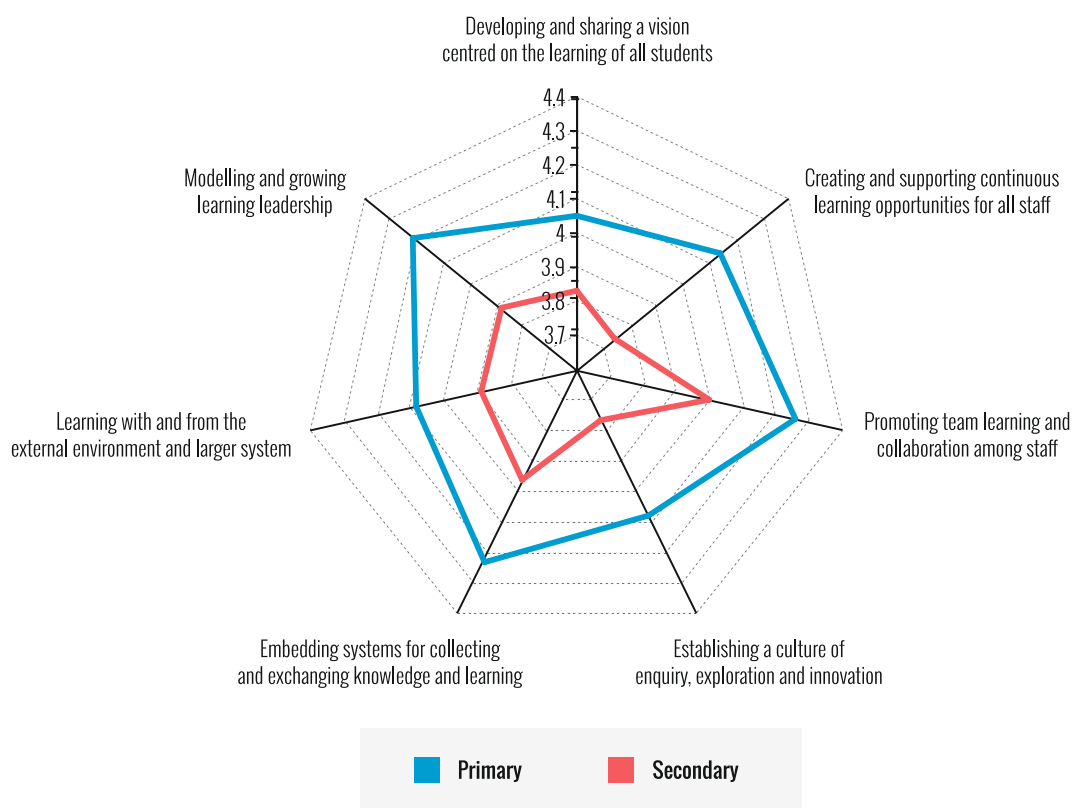 Developing and sharing a vision
centred on the learning of all students
4.4
4.3
4.2
4.1
4
3.9
3.8
3.7
Modelling and growing
learning leadership
Creating and supporting continuous
learning opportunities for all staff
Learning with and from the
external environment and larger system
Promoting team learning and
collaboration among staff
Embedding systems for collecting
and exchanging knowledge and learning
Establishing a culture of
enquiry, exploration and innovation
Primary
Secondary